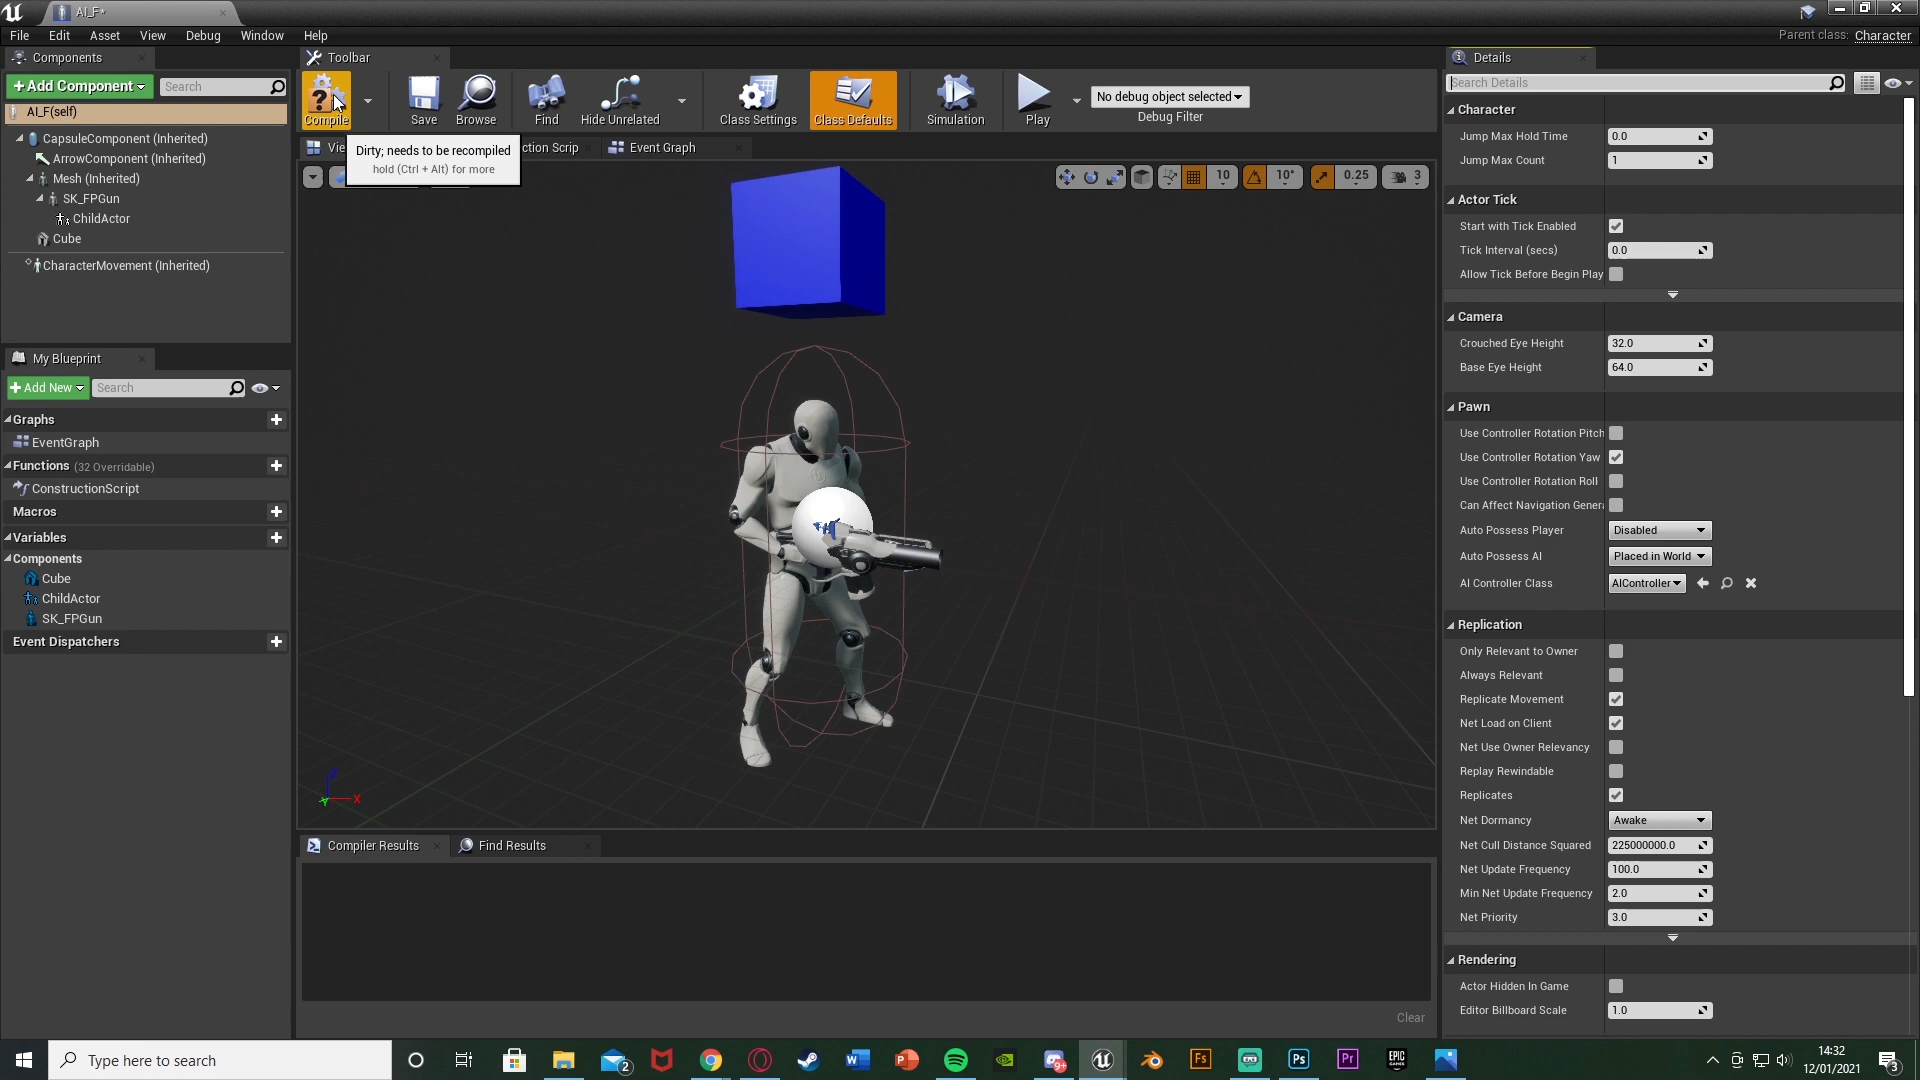 AI_F*
File Edit Asset View Debug Window Help
Parent class: Character
Components
Toolbar
Details
+ Add Component
Search
Search Details
AI_F(self)
Compile
Save
Browse
Find
Hide Unrelated
Class Settings
Class Defaults
Simulation
Play
No debug object selected
Debug Filter
Dirty; needs to be recompiled
hold (Ctrl + Alt) for more
ction Scrip
Event Graph
10
10°
0.25
3
CapsuleComponent (Inherited)
ArrowComponent (Inherited)
Mesh (Inherited)
SK_FPGun
ChildActor
Cube
CharacterMovement (Inherited)
My Blueprint
+ Add New
Search
Graphs
EventGraph
Functions (32 Overridable)
ConstructionScript
Macros
Variables
Components
Cube
ChildActor
SK_FPGun
Event Dispatchers
X
Compiler Results
Find Results
Clear
Character
Jump Max Hold Time 0.0
Jump Max Count 1
Actor Tick
Start with Tick Enabled
Tick Interval (secs) 0.0
Allow Tick Before Begin Play
Camera
Crouched Eye Height 32.0
Base Eye Height 64.0
Pawn
Use Controller Rotation Pitch
Use Controller Rotation Yaw
Use Controller Rotation Roll
Can Affect Navigation Genera
Auto Possess Player Disabled
Auto Possess AI Placed in World
AI Controller Class AIController
Replication
Only Relevant to Owner
Always Relevant
Replicate Movement
Net Load on Client
Net Use Owner Relevancy
Replay Rewindable
Replicates
Net Dormancy Awake
Net Cull Distance Squared 225000000.0
Net Update Frequency 100.0
Min Net Update Frequency 2.0
Net Priority 3.0
Rendering
Actor Hidden In Game
Editor Billboard Scale 1.0
Type here to search
2
9+
Fs
Ps
Pr
EPIC
GAMES
14:32
12/01/2021
3